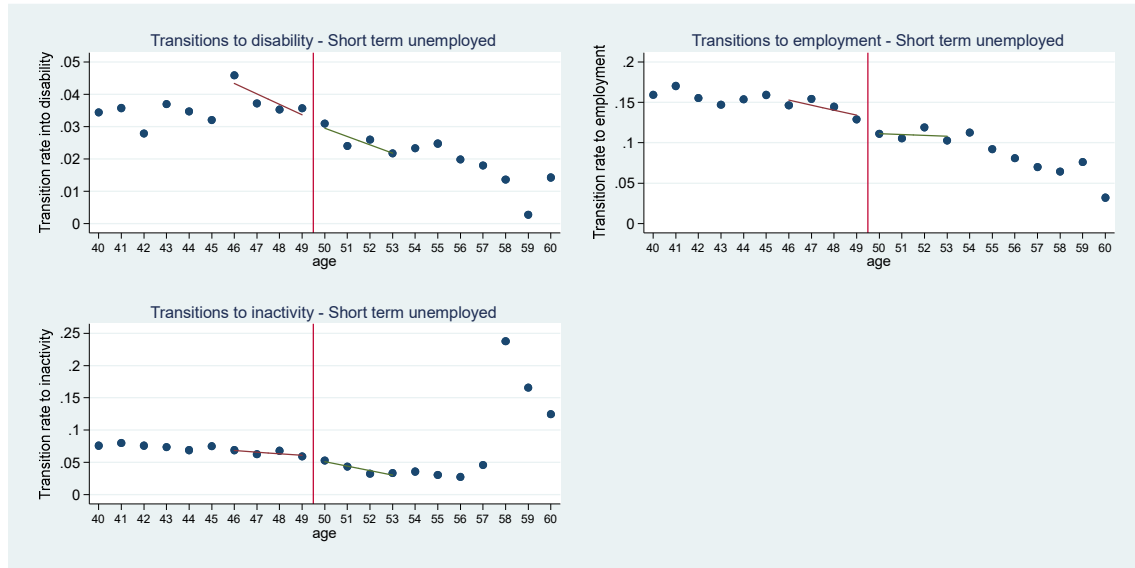 Transitions to disability - Short term unemployed
Transition rate into disability
.05
.04
.03
.02
.01
0
40 41 42 43 44 45 46 47 48 49 50 51 52 53 54 55 56 57 58 59 60
age
Transitions to employment - Short term unemployed
Transition rate to employment
.2
.15
.1
.05
0
40 41 42 43 44 45 46 47 48 49 50 51 52 53 54 55 56 57 58 59 60
age
Transitions to inactivity - Short term unemployed
Transition rate to inactivity
.25
.2
.15
.1
.05
0
40 41 42 43 44 45 46 47 48 49 50 51 52 53 54 55 56 57 58 59 60
age